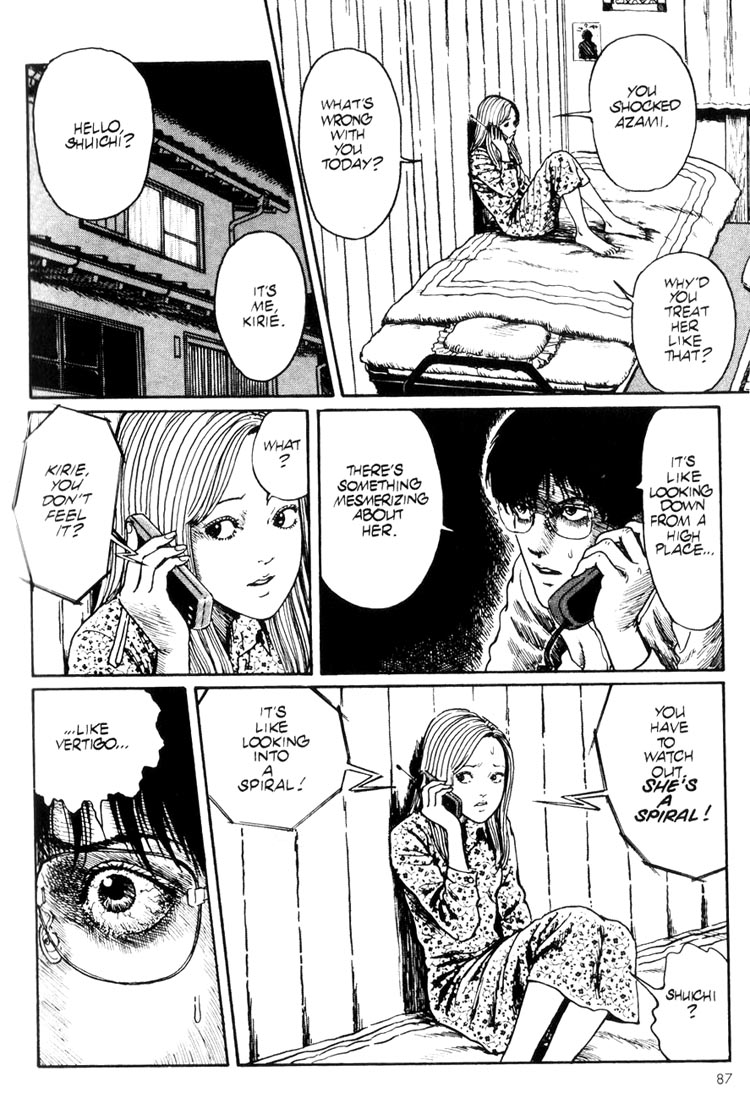 HELLO,
SHUICHI?
IT'S
ME,
KIRIE.
WHAT'S
WRONG
WITH
YOU
TODAY?
YOU
SHOCKED
AZAMI.
WHY'D
YOU
TREAT
HER
LIKE
THAT?
KIRIE,
YOU
DON'T
FEEL
IT?
WHAT
?
THERE'S
SOMETHING
MESMERIZING
ABOUT
HER.
IT'S
LIKE
LOOKING
DOWN
FROM A
HIGH
PLACE...
...LIKE
VERTIGO...
IT'S
LIKE
LOOKING
INTO
A
SPIRAL!
YOU
HAVE
TO
WATCH
OUT.
SHE'S
A
SPIRAL!
SHUICHI
?
87